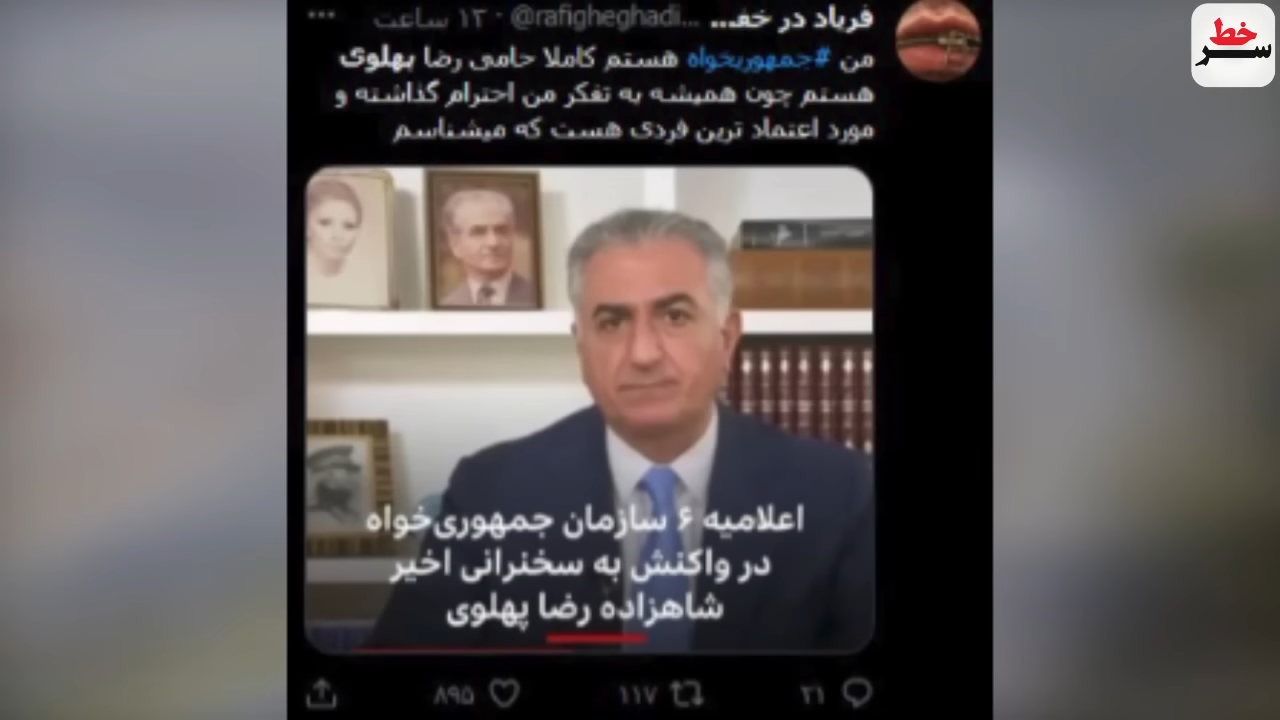 فریاد در خفـ... @rafigheghadi... · ۱۳ ساعت
من #جمهوریخواه هستم کاملا حامی رضا پهلوی
هستم چون همیشه به تفکر من احترام گذاشته و
مورد اعتماد ترین فردی هست که میشناسم
اعلامیه ۶ سازمان جمهوری‌خواه
در واکنش به سخنرانی اخیر
شاهزاده رضا پهلوی
۲۱ ۱۱۷ ۸۹۵
خط
سر